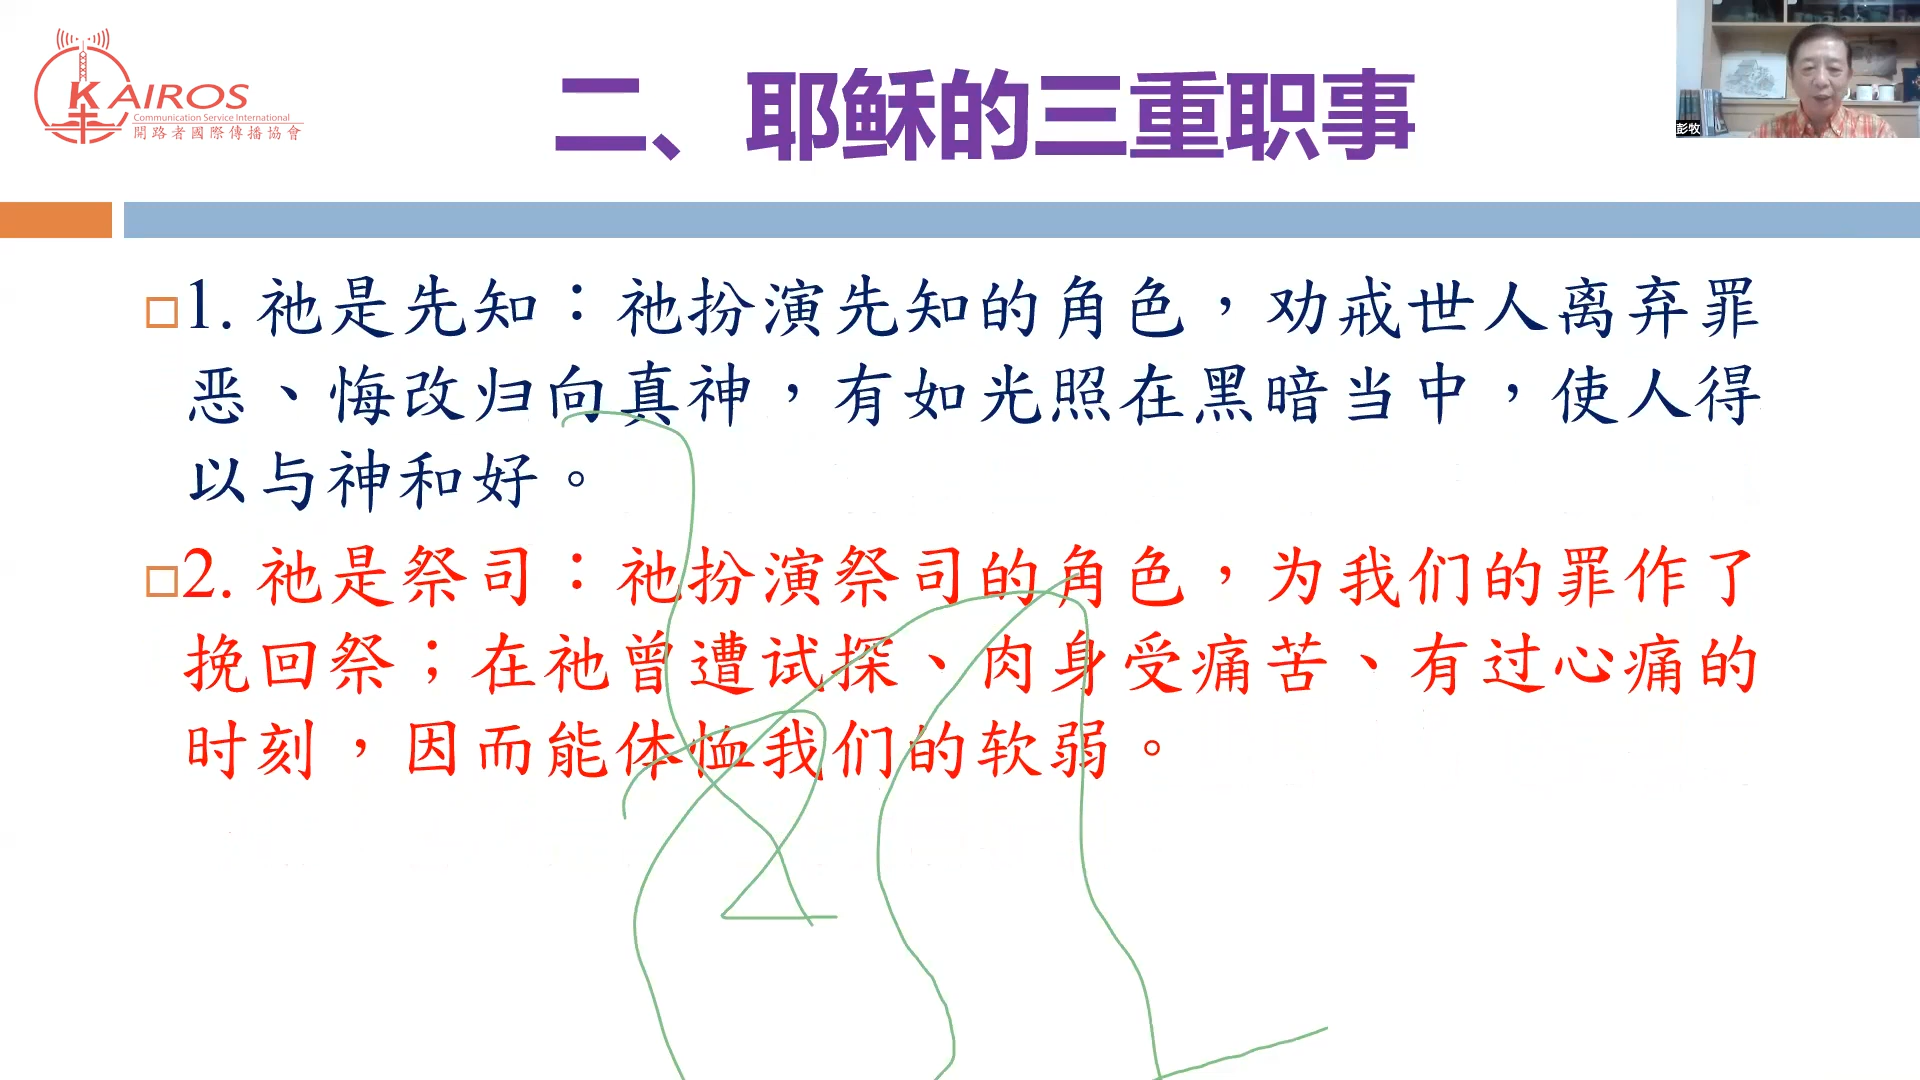 KAIROS
Communication Service International
開路者國際傳播協會
二、耶稣的三重职事
彭牧
1. 祂是先知：祂扮演先知的角色，劝戒世人离弃罪
恶、悔改归向真神，有如光照在黑暗当中，使人得
以与神和好。
2. 祂是祭司：祂扮演祭司的角色，为我们的罪作了
挽回祭；在祂曾遭试探、肉身受痛苦、有过心痛的
时刻，因而能体恤我们的软弱。